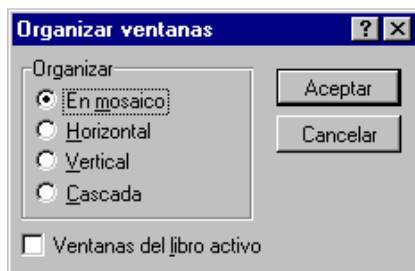 Organizar ventanas
Organizar
En mosaico
Horizontal
Vertical
Cascada
Aceptar
Cancelar
Ventanas del libro activo